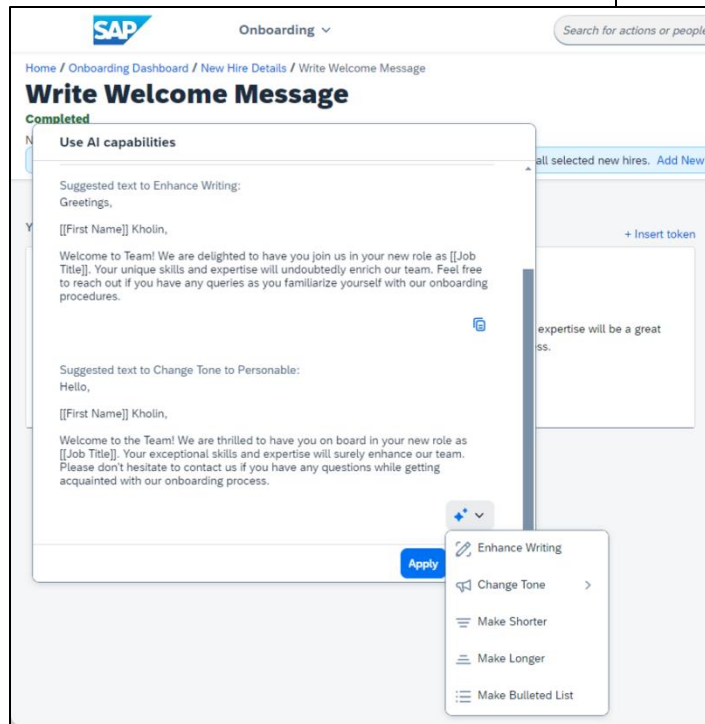 SAP
Onboarding
Search for actions or people
Home / Onboarding Dashboard / New Hire Details / Write Welcome Message
Write Welcome Message
Completed
N
all selected new hires. Add New
Y
+ Insert token
expertise will be a great
ss.
Use AI capabilities
Suggested text to Enhance Writing:
Greetings,
[[First Name]] Kholin,
Welcome to Team! We are delighted to have you join us in your new role as [[Job
Title]]. Your unique skills and expertise will undoubtedly enrich our team. Feel free
to reach out if you have any queries as you familiarize yourself with our onboarding
procedures.
Suggested text to Change Tone to Personable:
Hello,
[[First Name]] Kholin,
Welcome to the Team! We are thrilled to have you on board in your new role as
[[Job Title]]. Your exceptional skills and expertise will surely enhance our team.
Please don't hesitate to contact us if you have any questions while getting
acquainted with our onboarding process.
Apply
Enhance Writing
Change Tone
Make Shorter
Make Longer
Make Bulleted List